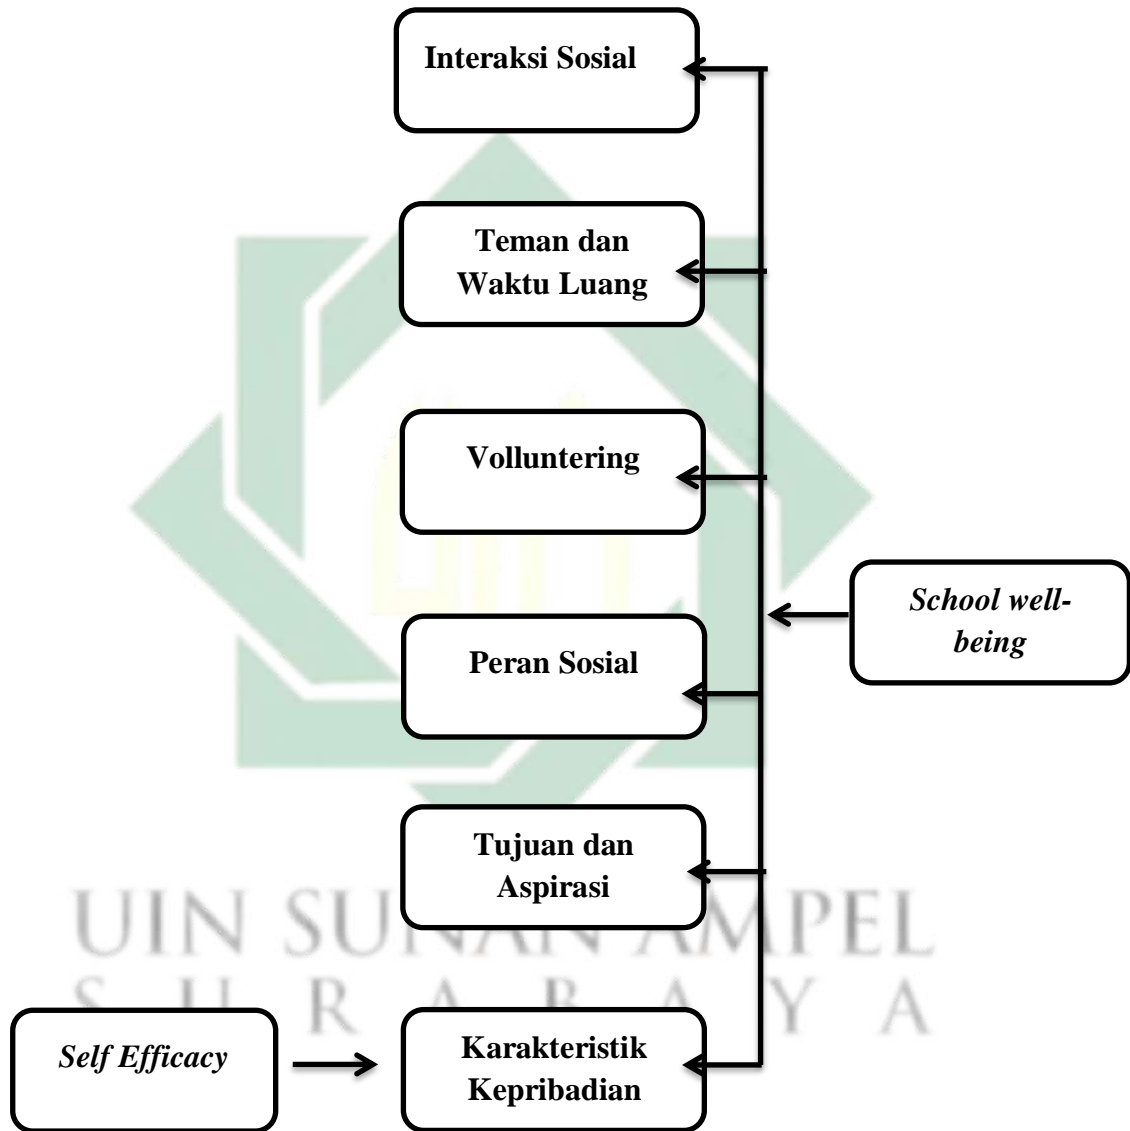 Interaksi Sosial
Teman dan
Waktu Luang
Volluntering
School well-
being
Peran Sosial
Tujuan dan
Aspirasi
UIN SUNAN AMPEL
S U R A B A Y A
Self Efficacy
Karakteristik
Kepribadian